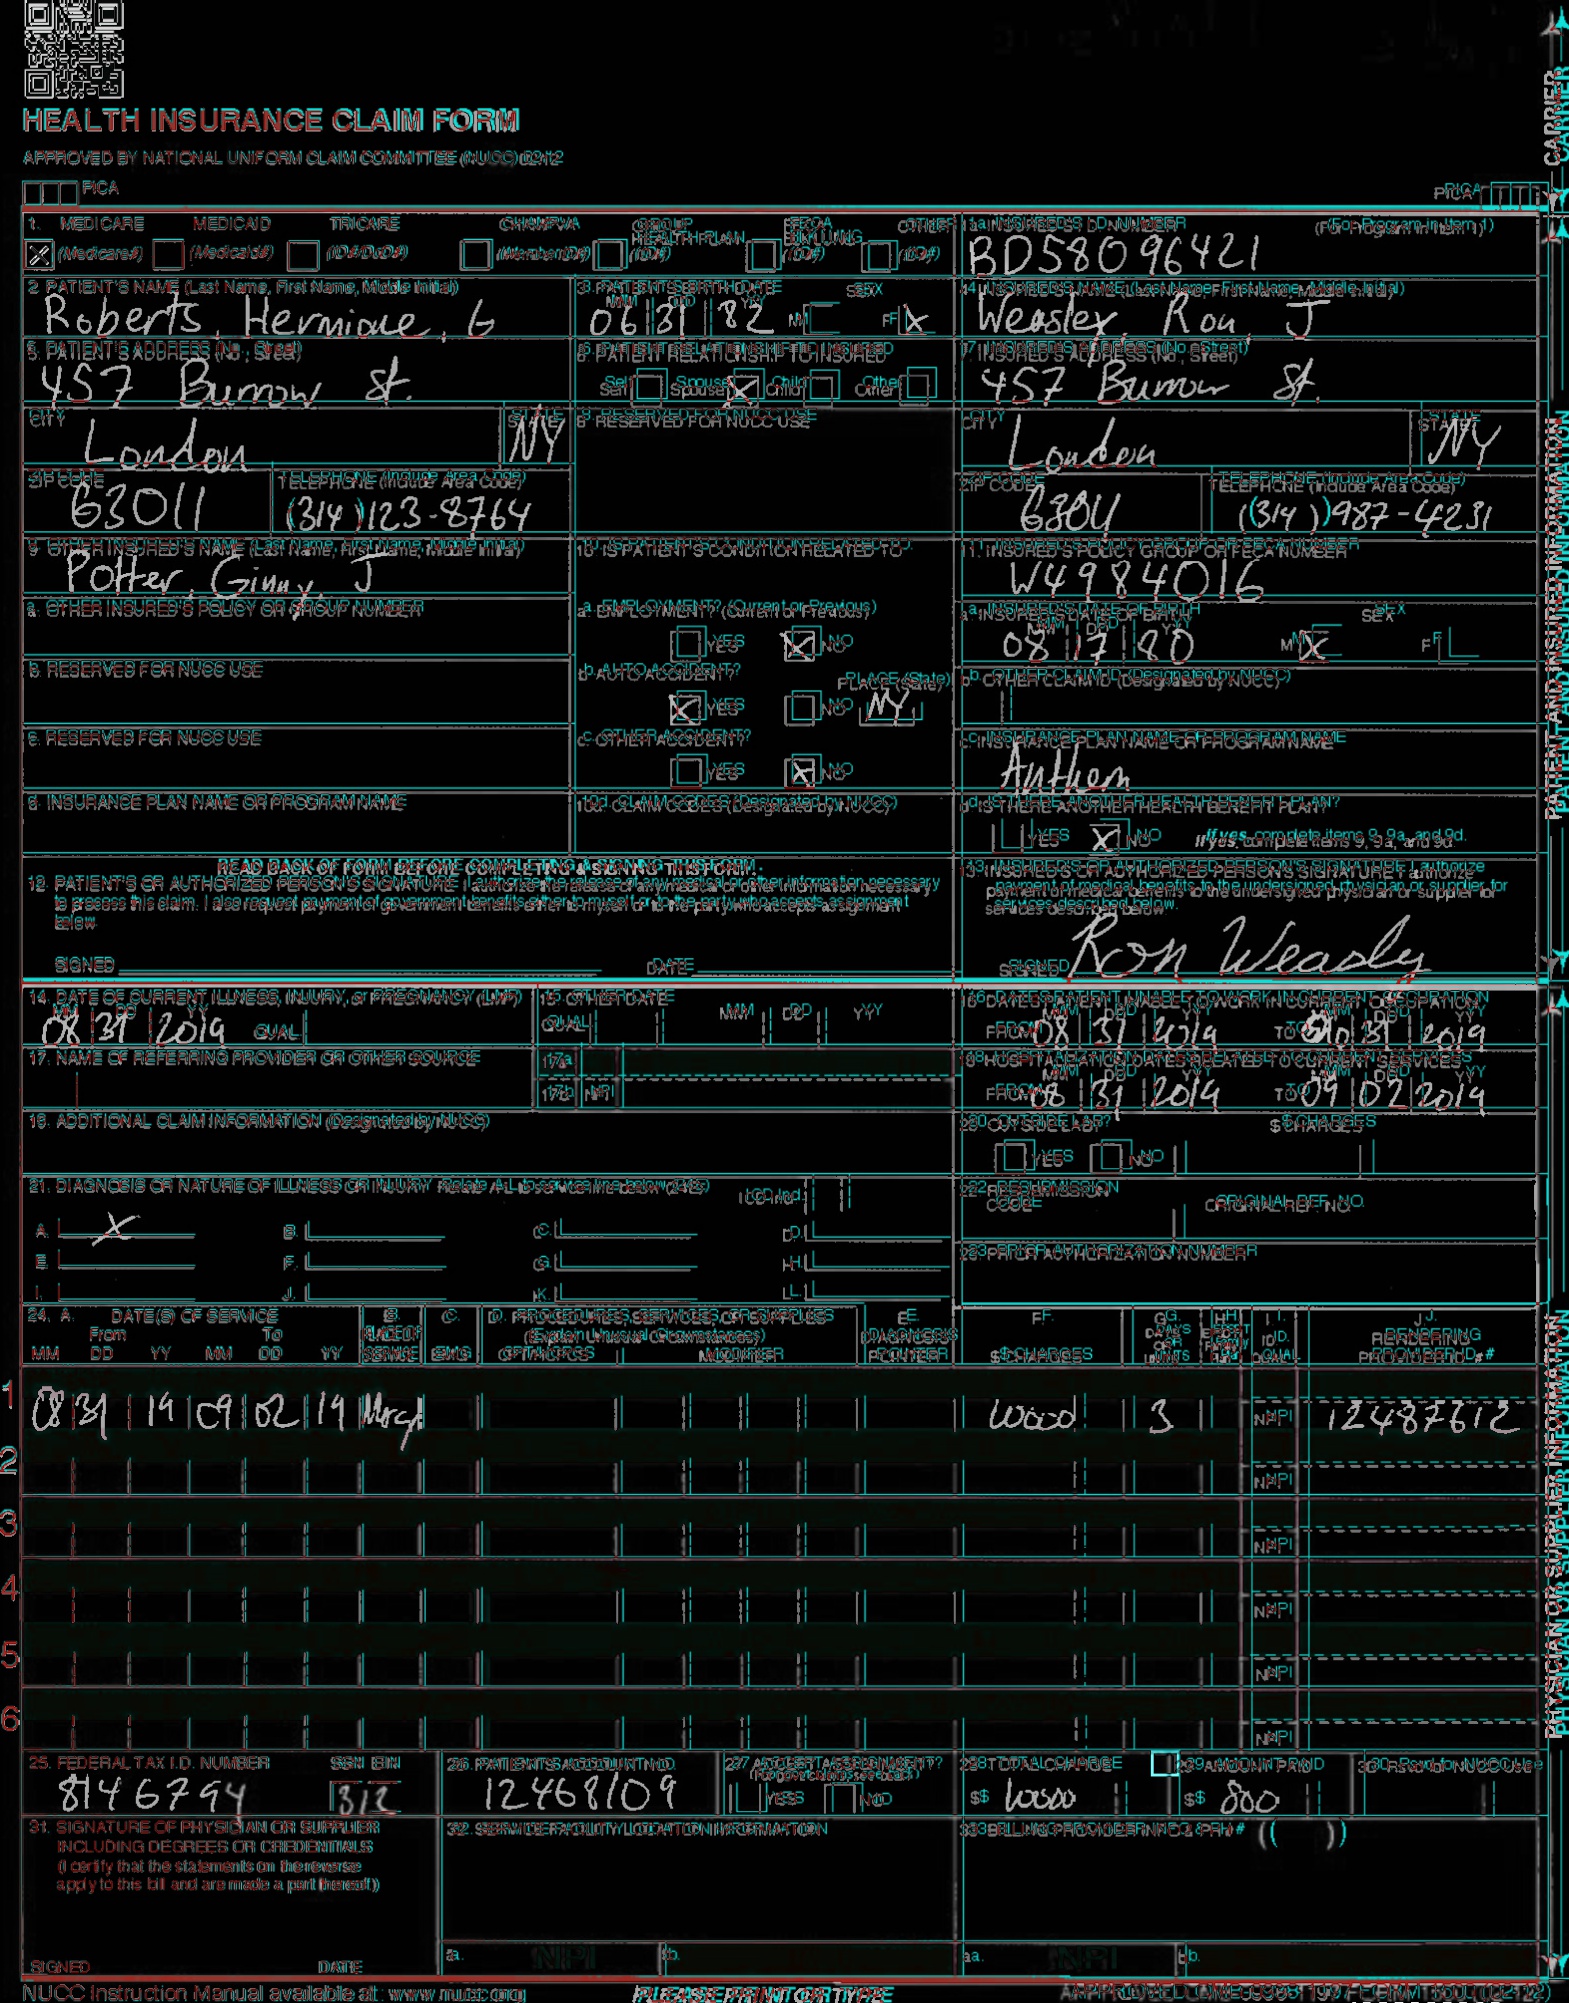 HEALTH INSURANCE CLAIM FORM
APPROVED BY NATIONAL UNIFORM CLAIM COMMITTEE (NUCC) 02/12
PICA PICA
CARRIER
1. MEDICARE MEDICAID TRICARE CHAMPVA GROUP HEALTH PLAN FECA BLK LUNG OTHER
X (Medicare#) (Medicaid#) (ID#/DoD#) (Member ID#) (ID#) (ID#) (ID#)
1a. INSURED'S I.D. NUMBER (For Program in Item 1)
BD58096421
2. PATIENT'S NAME (Last Name, First Name, Middle Initial)
Roberts, Hermione, G
3. PATIENT'S BIRTH DATE SEX
MM DD YY
06 31 82 M F X
4. INSURED'S NAME (Last Name, First Name, Middle Initial)
Weasley, Ron, J
5. PATIENT'S ADDRESS (No., Street)
457 Burrow St.
6. PATIENT RELATIONSHIP TO INSURED
Self Spouse X Child Other
7. INSURED'S ADDRESS (No., Street)
457 Burrow St.
CITY STATE
London NY
8. RESERVED FOR NUCC USE
CITY STATE
London NY
ZIP CODE TELEPHONE (Include Area Code)
63011 (314) 123-8764
ZIP CODE TELEPHONE (Include Area Code)
63011 (314) 987-4231
9. OTHER INSURED'S NAME (Last Name, First Name, Middle Initial)
Potter, Ginny, J
10. IS PATIENT'S CONDITION RELATED TO:
11. INSURED'S POLICY GROUP OR FECA NUMBER
W4984016
a. OTHER INSURED'S POLICY OR GROUP NUMBER
a. EMPLOYMENT? (Current or Previous)
YES X NO
a. INSURED'S DATE OF BIRTH SEX
MM DD YY
08 17 80 M X F
b. RESERVED FOR NUCC USE
b. AUTO ACCIDENT? PLACE (State)
X YES NO NY
b. OTHER CLAIM ID (Designated by NUCC)
c. RESERVED FOR NUCC USE
c. OTHER ACCIDENT?
YES X NO
c. INSURANCE PLAN NAME OR PROGRAM NAME
Anthem
d. INSURANCE PLAN NAME OR PROGRAM NAME
10d. CLAIM CODES (Designated by NUCC)
d. IS THERE ANOTHER HEALTH BENEFIT PLAN?
YES X NO If yes, complete items 9, 9a, and 9d.
PATIENT AND INSURED INFORMATION
READ BACK OF FORM BEFORE COMPLETING & SIGNING THIS FORM.
12. PATIENT'S OR AUTHORIZED PERSON'S SIGNATURE I authorize the release of any medical or other information necessary
to process this claim. I also request payment of government benefits either to myself or to the party who accepts assignment
below.
SIGNED DATE
13. INSURED'S OR AUTHORIZED PERSON'S SIGNATURE I authorize
payment of medical benefits to the undersigned physician or supplier for
services described below.
SIGNED Ron Weasley
14. DATE OF CURRENT ILLNESS, INJURY, or PREGNANCY (LMP)
MM DD YY
08 31 2019 QUAL
15. OTHER DATE
QUAL MM DD YY
16. DATES PATIENT UNABLE TO WORK IN CURRENT OCCUPATION
MM DD YY MM DD YY
FROM 08 31 2019 TO 10 31 2019
17. NAME OF REFERRING PROVIDER OR OTHER SOURCE
17a
17b NPI
18. HOSPITALIZATION DATES RELATED TO CURRENT SERVICES
MM DD YY MM DD YY
FROM 08 31 2019 TO 09 02 2019
19. ADDITIONAL CLAIM INFORMATION (Designated by NUCC)
20. OUTSIDE LAB? $ CHARGES
YES NO
21. DIAGNOSIS OR NATURE OF ILLNESS OR INJURY Relate A-L to service line below (24E) ICD Ind.
A. X B. C. D.
E. F. G. H.
I. J. K. L.
22. RESUBMISSION CODE ORIGINAL REF. NO.
23. PRIOR AUTHORIZATION NUMBER
24. A. DATE(S) OF SERVICE B. C. D. PROCEDURES, SERVICES, OR SUPPLIES E. F. G. H. I. J.
From To PLACE OF (Explain Unusual Circumstances) DIAGNOSIS DAYS OR EPSDT ID. RENDERING
MM DD YY MM DD YY SERVICE EMG CPT/HCPCS MODIFIER POINTER $ CHARGES UNITS QUAL. PROVIDER ID. #
1 08 31 19 09 02 19 10000 3 NPI 12487612
2 NPI
3 NPI
4 NPI
5 NPI
6 NPI
PHYSICIAN OR SUPPLIER INFORMATION
25. FEDERAL TAX I.D. NUMBER SSN EIN
8146794 312
26. PATIENT'S ACCOUNT NO.
12468109
27. ACCEPT ASSIGNMENT?
(For govt. claims, see back)
YES NO
28. TOTAL CHARGE
$ 10000
29. AMOUNT PAID
$ 800
30. Rsvd for NUCC Use
31. SIGNATURE OF PHYSICIAN OR SUPPLIER
INCLUDING DEGREES OR CREDENTIALS
(I certify that the statements on the reverse
apply to this bill and are made a part thereof.)
SIGNED DATE
32. SERVICE FACILITY LOCATION INFORMATION
a. NPI b.
33. BILLING PROVIDER INFO & PH # ( )
a. NPI b.
NUCC Instruction Manual available at: www.nucc.org
PLEASE PRINT OR TYPE